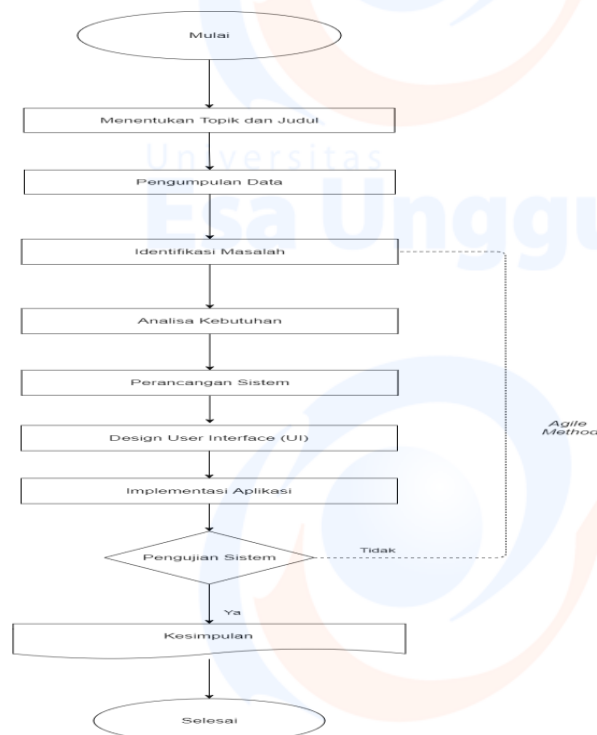 Mulai
Menentukan Topik dan Judul
Universitas
Pengumpulan Data
Esa Unggu
Identifikasi Masalah
Analisa Kebutuhan
Perancangan Sistem
Agile
Method
Design User Interface (UI)
Implementasi Aplikasi
Pengujian Sistem
Tidak
Ya
Kesimpulan
Selesai